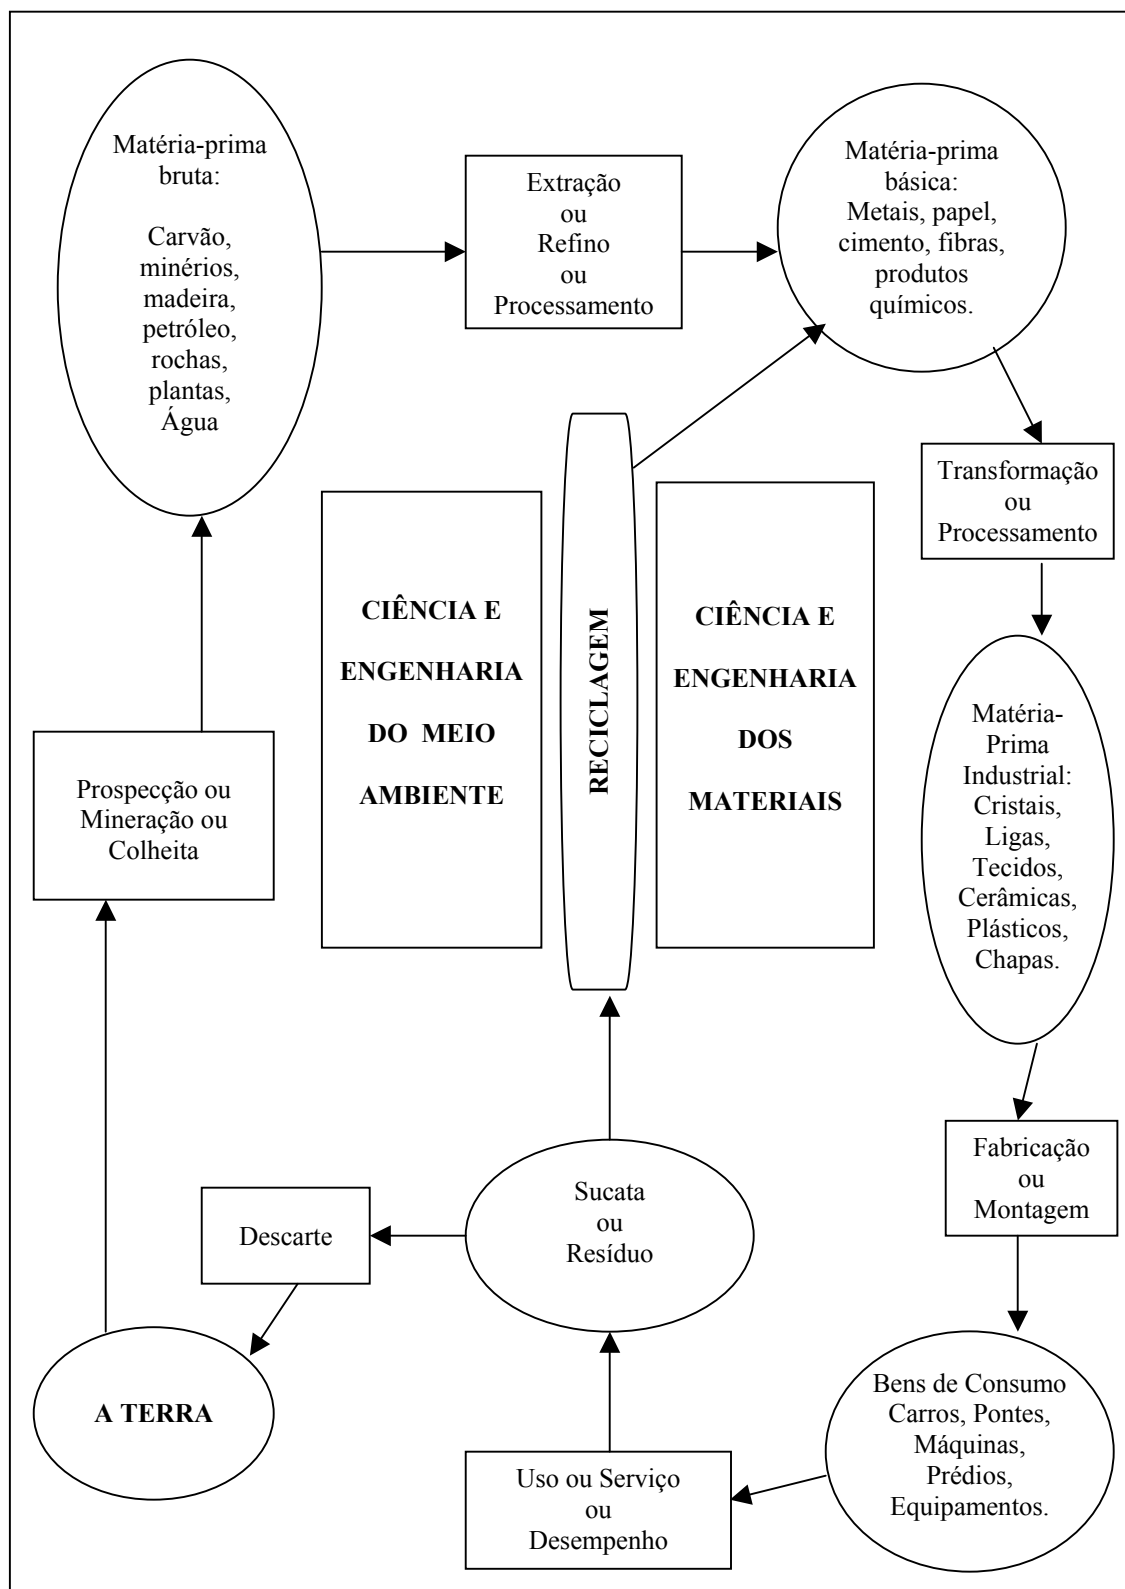 Matéria-prima
bruta:
Carvão,
minérios,
madeira,
petróleo,
rochas,
plantas,
Água
Extração
ou
Refino
ou
Processamento
Matéria-prima
básica:
Metais, papel,
cimento, fibras,
produtos
químicos.
Transformação
ou
Processamento
CIÊNCIA E
ENGENHARIA
DO MEIO
AMBIENTE
RECICLAGEM
CIÊNCIA E
ENGENHARIA
DOS
MATERIAIS
Matéria-
Prima
Industrial:
Cristais,
Ligas,
Tecidos,
Cerâmicas,
Plásticos,
Chapas.
Prospecção ou
Mineração ou
Colheita
Fabricação
ou
Montagem
Sucata
ou
Resíduo
Descarte
A TERRA
Bens de Consumo
Carros, Pontes,
Máquinas,
Prédios,
Equipamentos.
Uso ou Serviço
ou
Desempenho